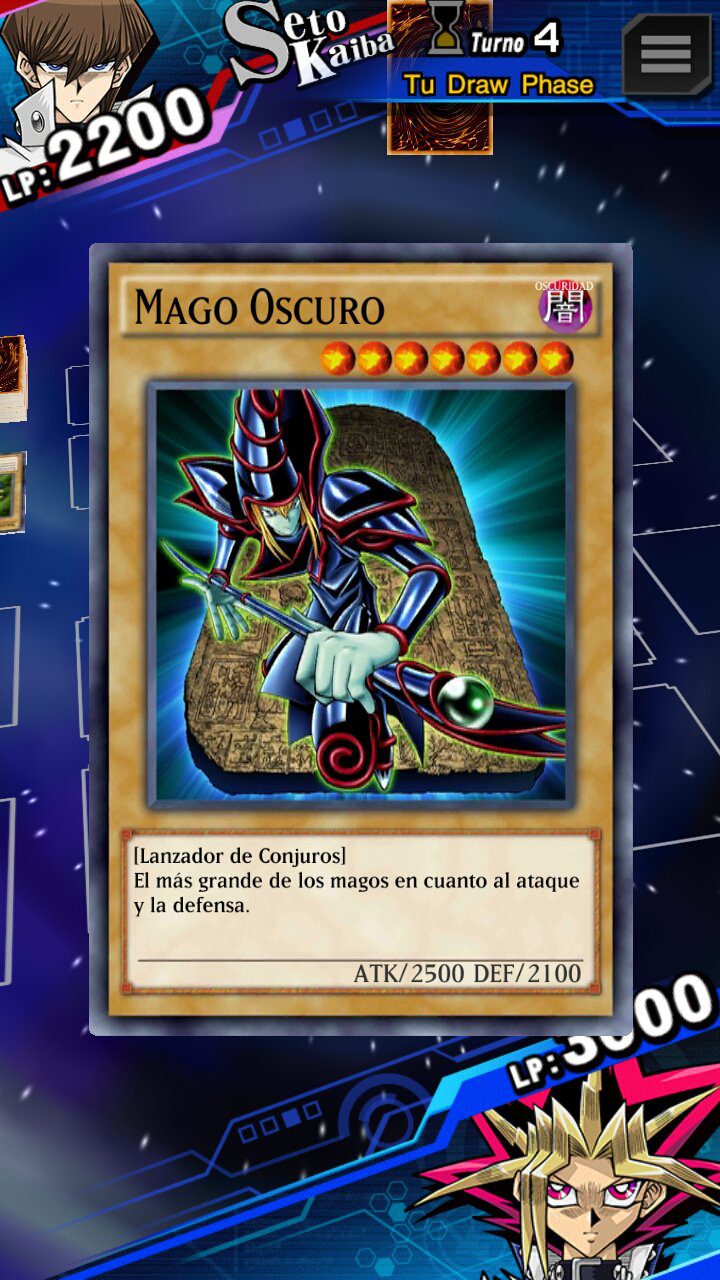 Seto
Kaiba
Turno 4
Tu Draw Phase
LP: 2200
MAGO OSCURO
OSCURIDAD
闇
[Lanzador de Conjuros]
El más grande de los magos en cuanto al ataque
y la defensa.
ATK/2500 DEF/2100
LP: 3000